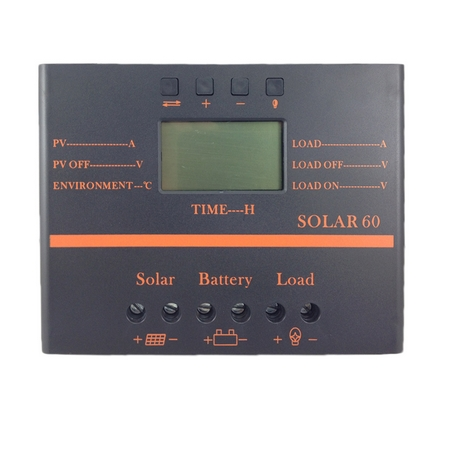 + −
PV--------------------A
PV OFF---------------V
ENVIRONMENT---℃
LOAD-------------------A
LOAD OFF------------V
LOAD ON-------------V
TIME----H
SOLAR 60
Solar Battery Load
+ − + − + −